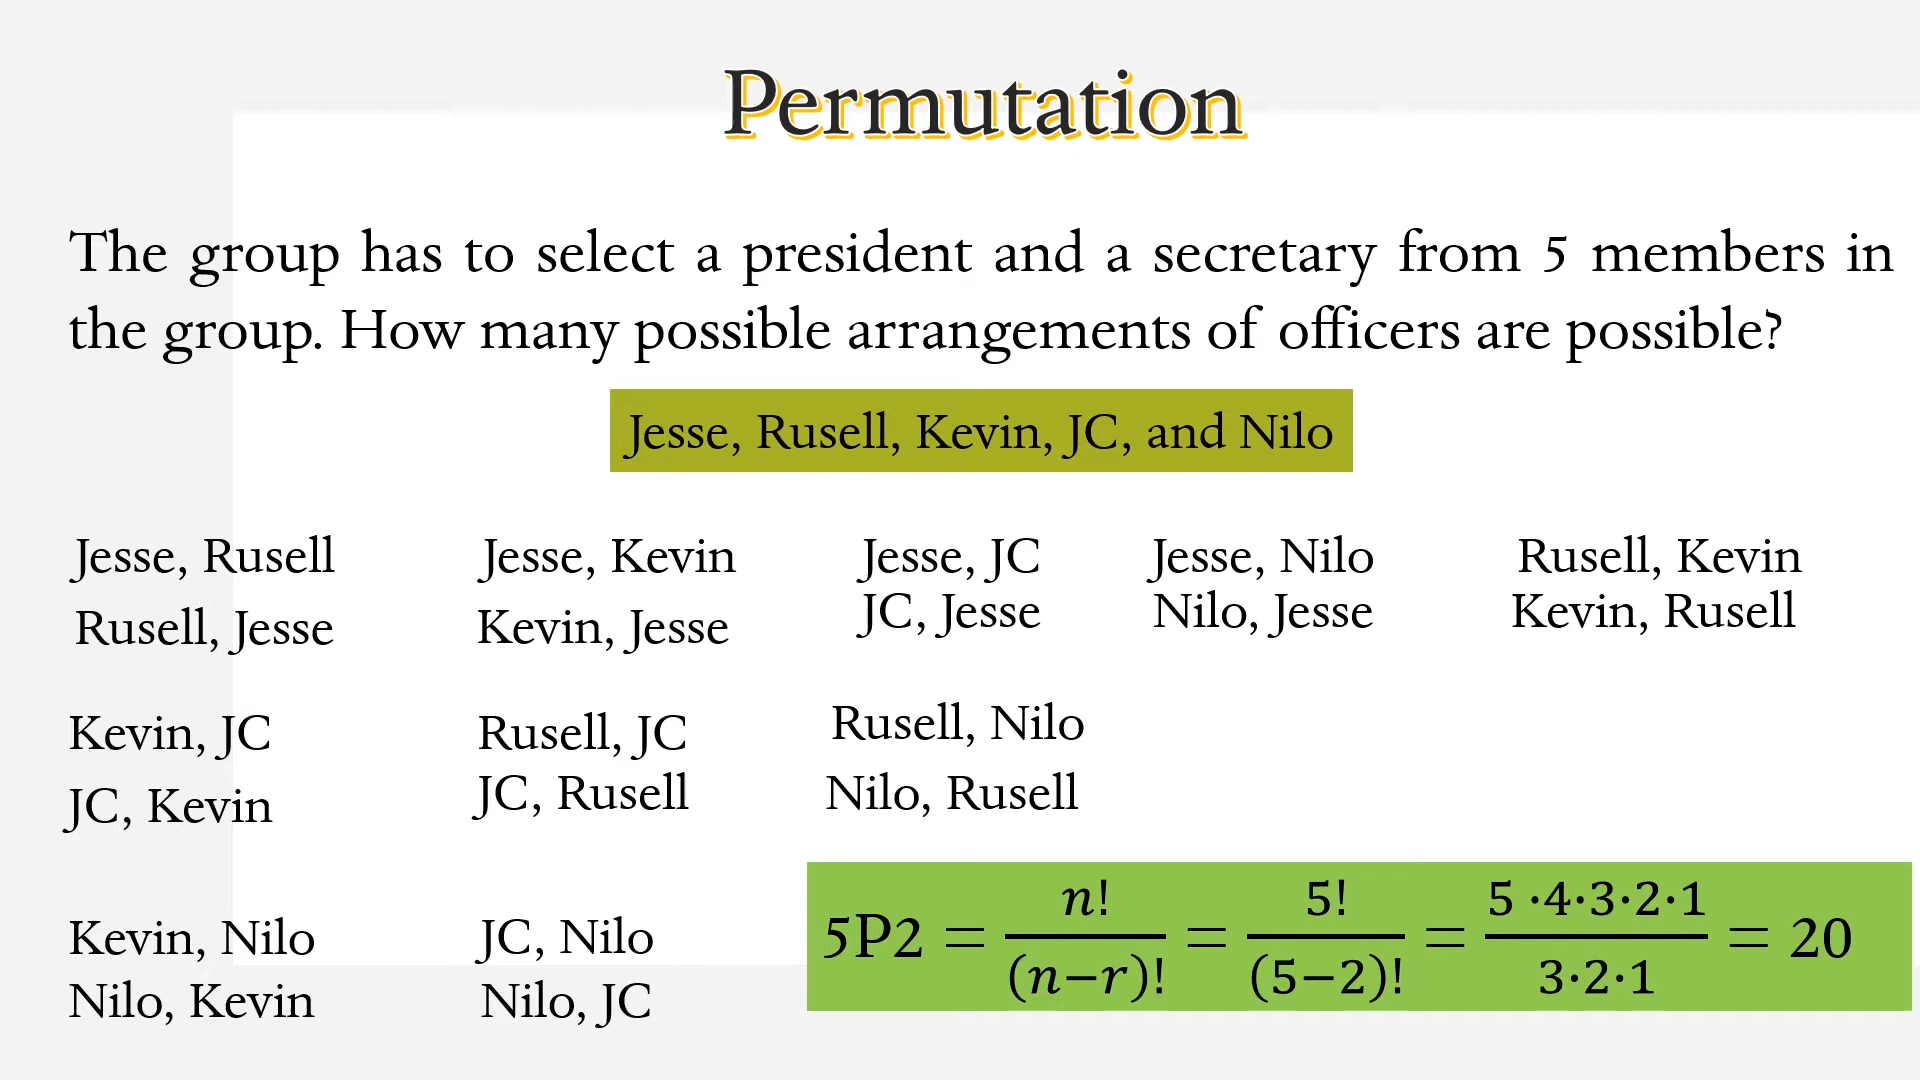 Permutation
The group has to select a president and a secretary from 5 members in
the group. How many possible arrangements of officers are possible?
Jesse, Rusell, Kevin, JC, and Nilo
Jesse, Rusell
Rusell, Jesse
Jesse, Kevin
Kevin, Jesse
Jesse, JC
JC, Jesse
Jesse, Nilo
Nilo, Jesse
Rusell, Kevin
Kevin, Rusell
Kevin, JC
JC, Kevin
Rusell, JC
JC, Rusell
Rusell, Nilo
Nilo, Rusell
Kevin, Nilo
Nilo, Kevin
JC, Nilo
Nilo, JC
5P2 = n!/(n−r)! = 5!/(5−2)! = 5 ·4·3·2·1/3·2·1 = 20